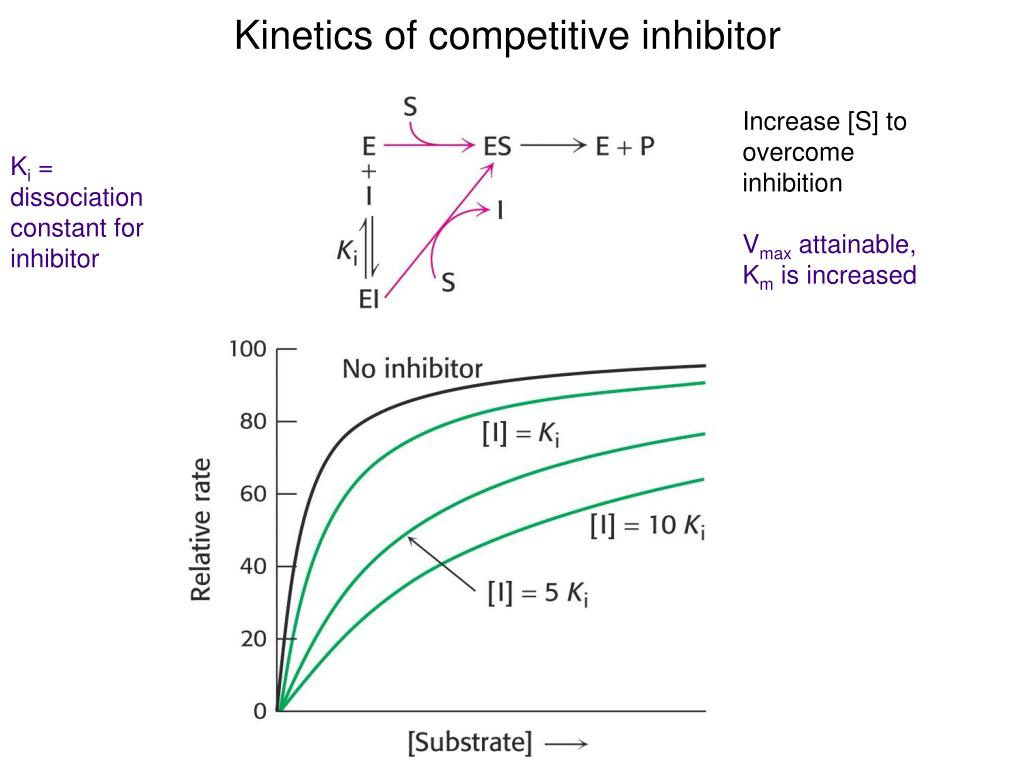 Kinetics of competitive inhibitor
Kᵢ =
dissociation
constant for
inhibitor
S
E
ES
E + P
+
I
I
Kᵢ
S
EI
Increase [S] to
overcome
inhibition
Vₘₐₓ attainable,
Kₘ is increased
100
80
60
40
20
0
Relative rate
No inhibitor
[I] = Kᵢ
[I] = 10 Kᵢ
[I] = 5 Kᵢ
[Substrate]